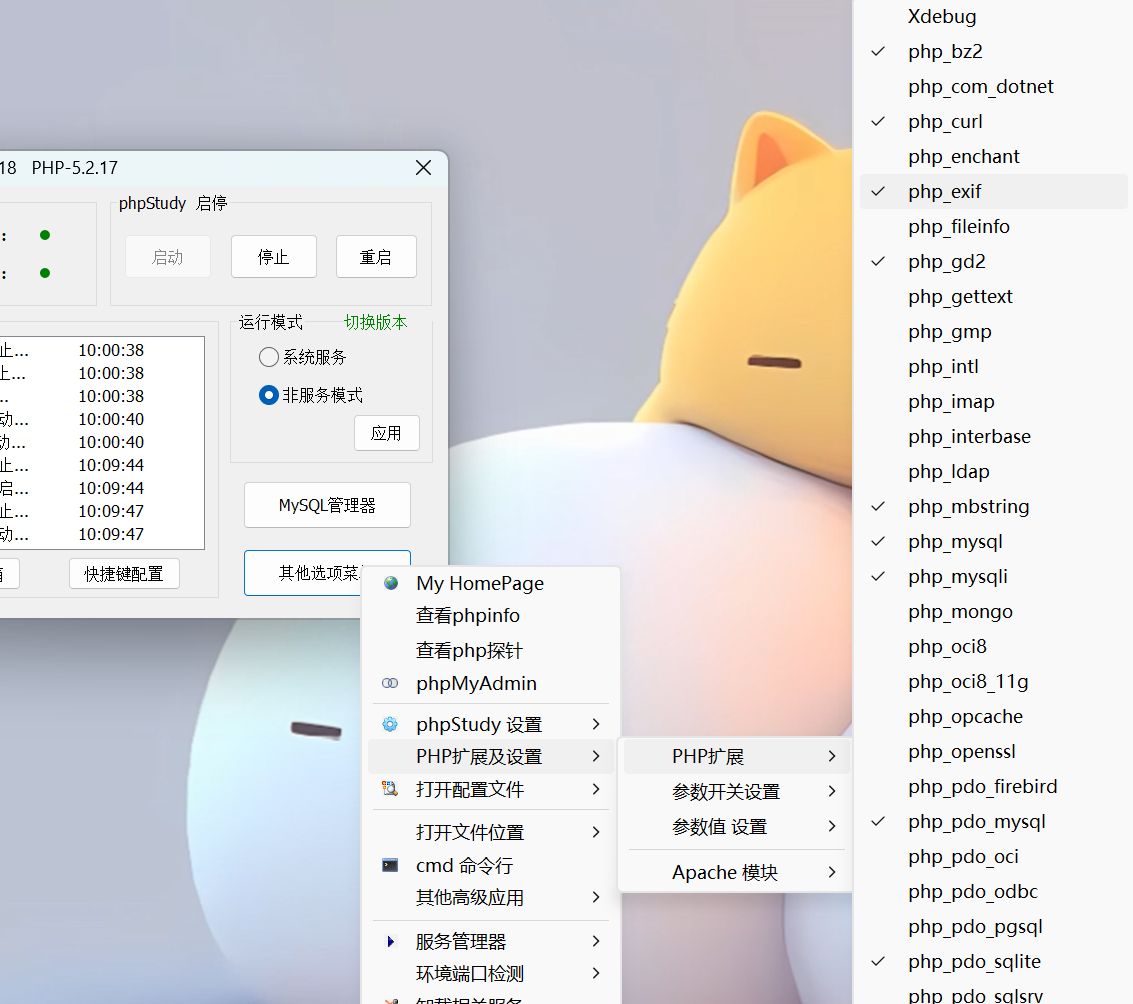 18 PHP-5.2.17
phpStudy 启停
:
:
启动
停止
重启
运行模式
切换版本
系统服务
非服务模式
应用
止... 10:00:38
止... 10:00:38
... 10:00:38
动... 10:00:40
动... 10:00:40
止... 10:09:44
启... 10:09:44
止... 10:09:47
动... 10:09:47
快捷键配置
MySQL管理器
其他选项菜
My HomePage
查看phpinfo
查看php探针
phpMyAdmin
phpStudy 设置
PHP扩展及设置
打开配置文件
打开文件位置
cmd 命令行
其他高级应用
服务管理器
环境端口检测
卸载相关服务
PHP扩展
参数开关设置
参数值 设置
Apache 模块
Xdebug
php_bz2
php_com_dotnet
php_curl
php_enchant
php_exif
php_fileinfo
php_gd2
php_gettext
php_gmp
php_intl
php_imap
php_interbase
php_ldap
php_mbstring
php_mysql
php_mysqli
php_mongo
php_oci8
php_oci8_11g
php_opcache
php_openssl
php_pdo_firebird
php_pdo_mysql
php_pdo_oci
php_pdo_odbc
php_pdo_pgsql
php_pdo_sqlite
php_pdo_sqlsrv